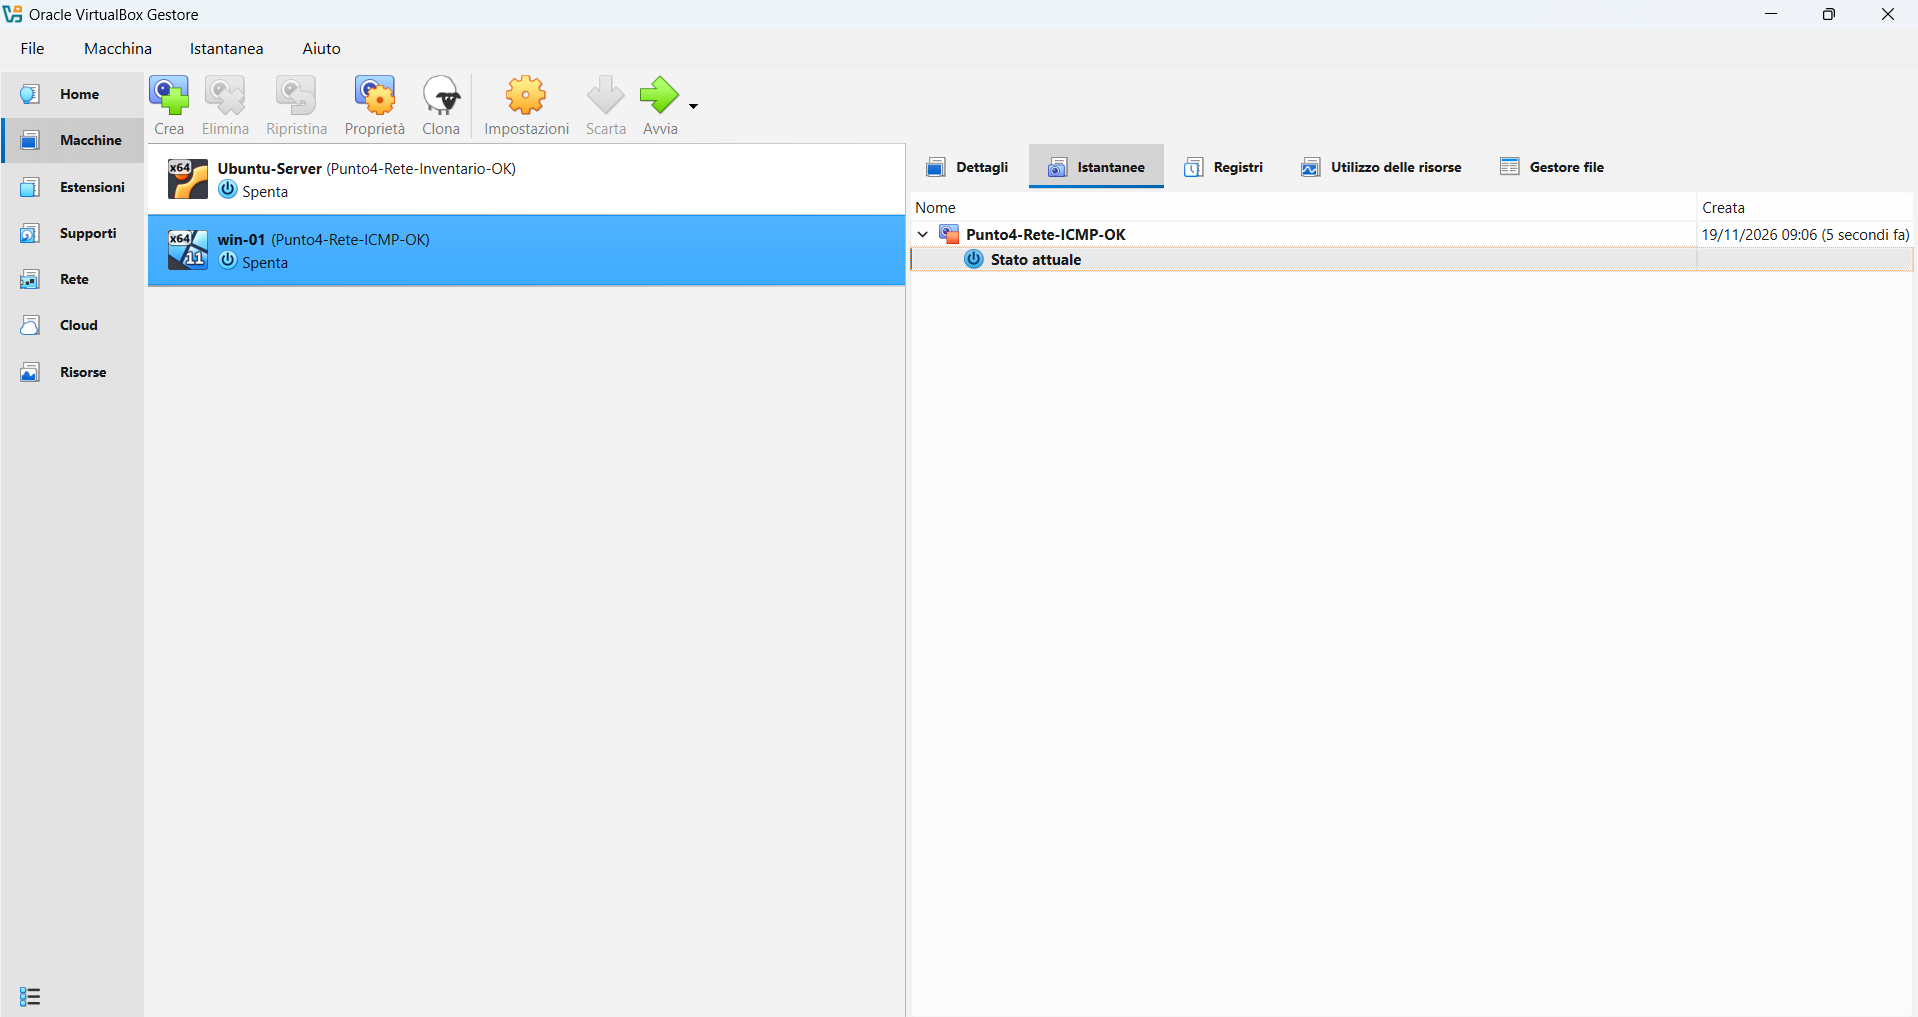 Oracle VirtualBox Gestore
File Macchina Istantanea Aiuto
Home
Macchine
Estensioni
Supporti
Rete
Cloud
Risorse
Crea Elimina Ripristina Proprietà Clona Impostazioni Scarta Avvia
x64 Ubuntu-Server (Punto4-Rete-Inventario-OK)
Spenta
x64 11 win-01 (Punto4-Rete-ICMP-OK)
Spenta
Dettagli Istantanee Registri Utilizzo delle risorse Gestore file
Nome Creata
Punto4-Rete-ICMP-OK 19/11/2026 09:06 (5 secondi fa)
Stato attuale